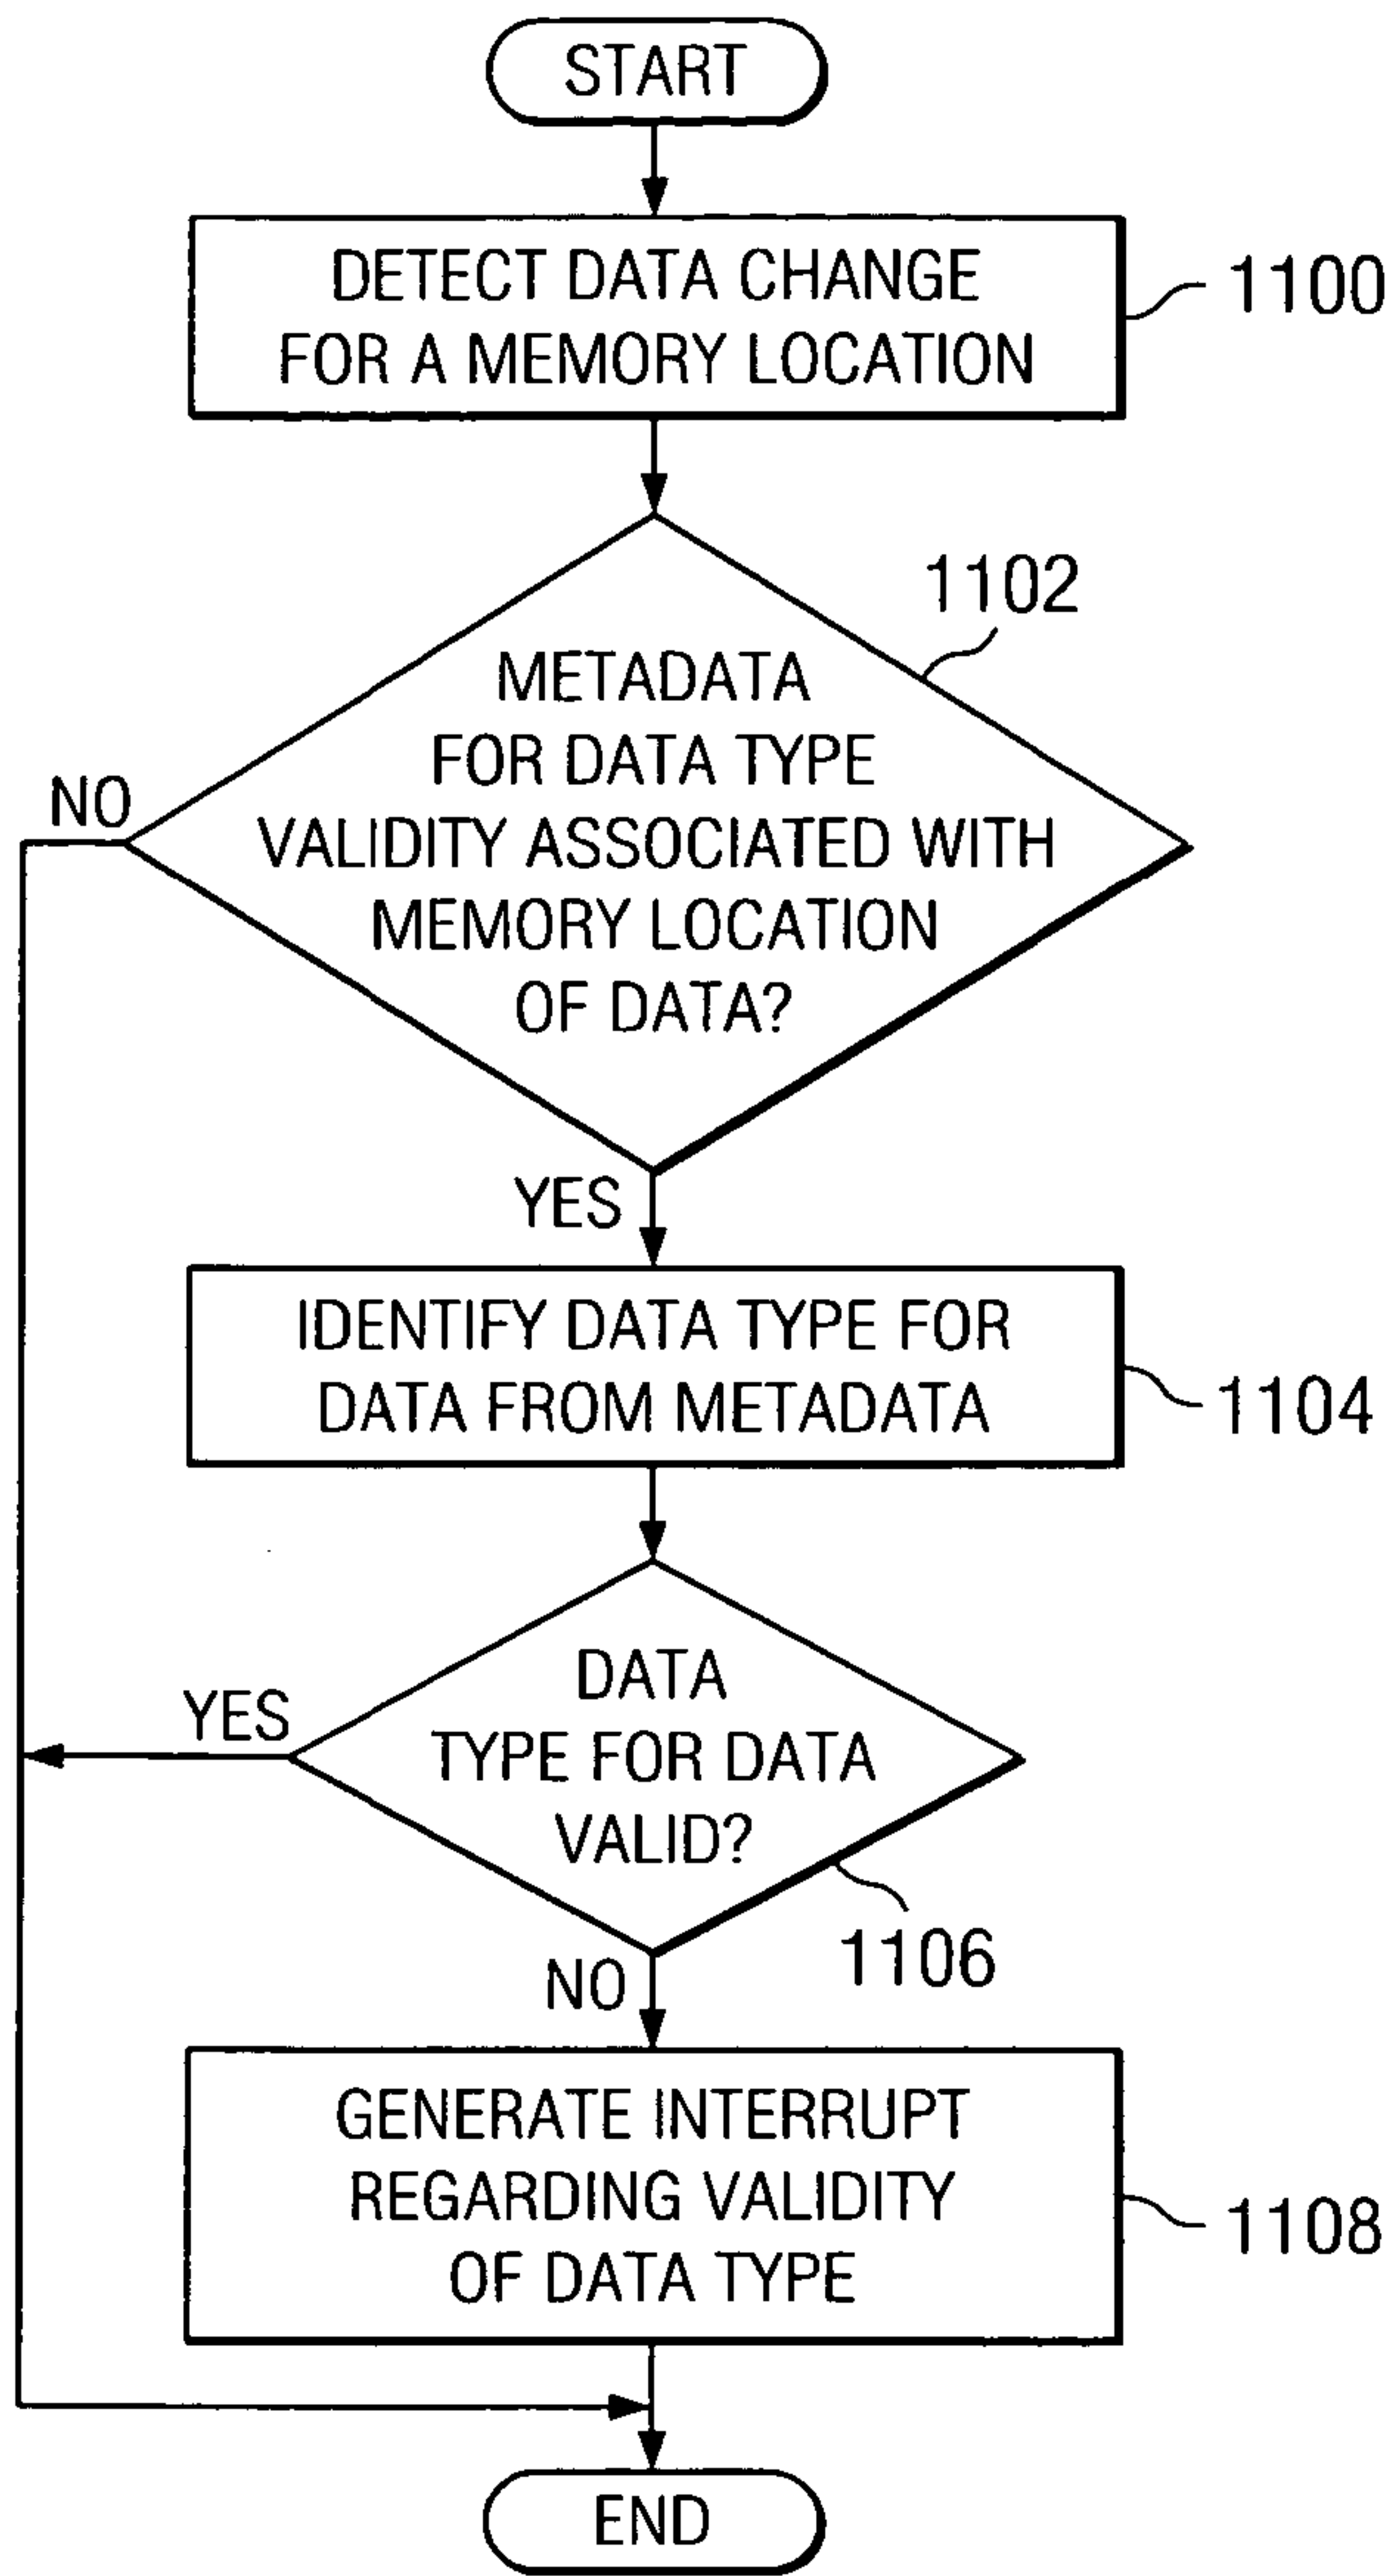 START
DETECT DATA CHANGE
FOR A MEMORY LOCATION
1100
1102
METADATA
FOR DATA TYPE
VALIDITY ASSOCIATED WITH
MEMORY LOCATION
OF DATA?
NO
YES
IDENTIFY DATA TYPE FOR
DATA FROM METADATA
1104
DATA
TYPE FOR DATA
VALID?
YES
1106
NO
GENERATE INTERRUPT
REGARDING VALIDITY
OF DATA TYPE
1108
END